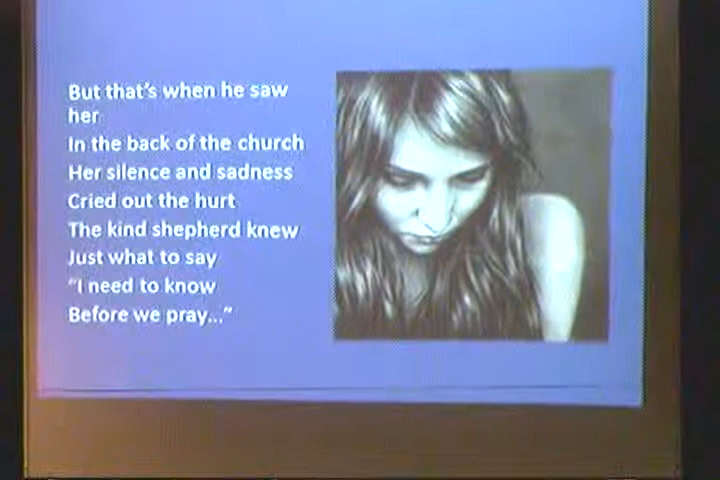 But that's when he saw
her
In the back of the church
Her silence and sadness
Cried out the hurt
The kind shepherd knew
Just what to say
"I need to know
Before we pray..."